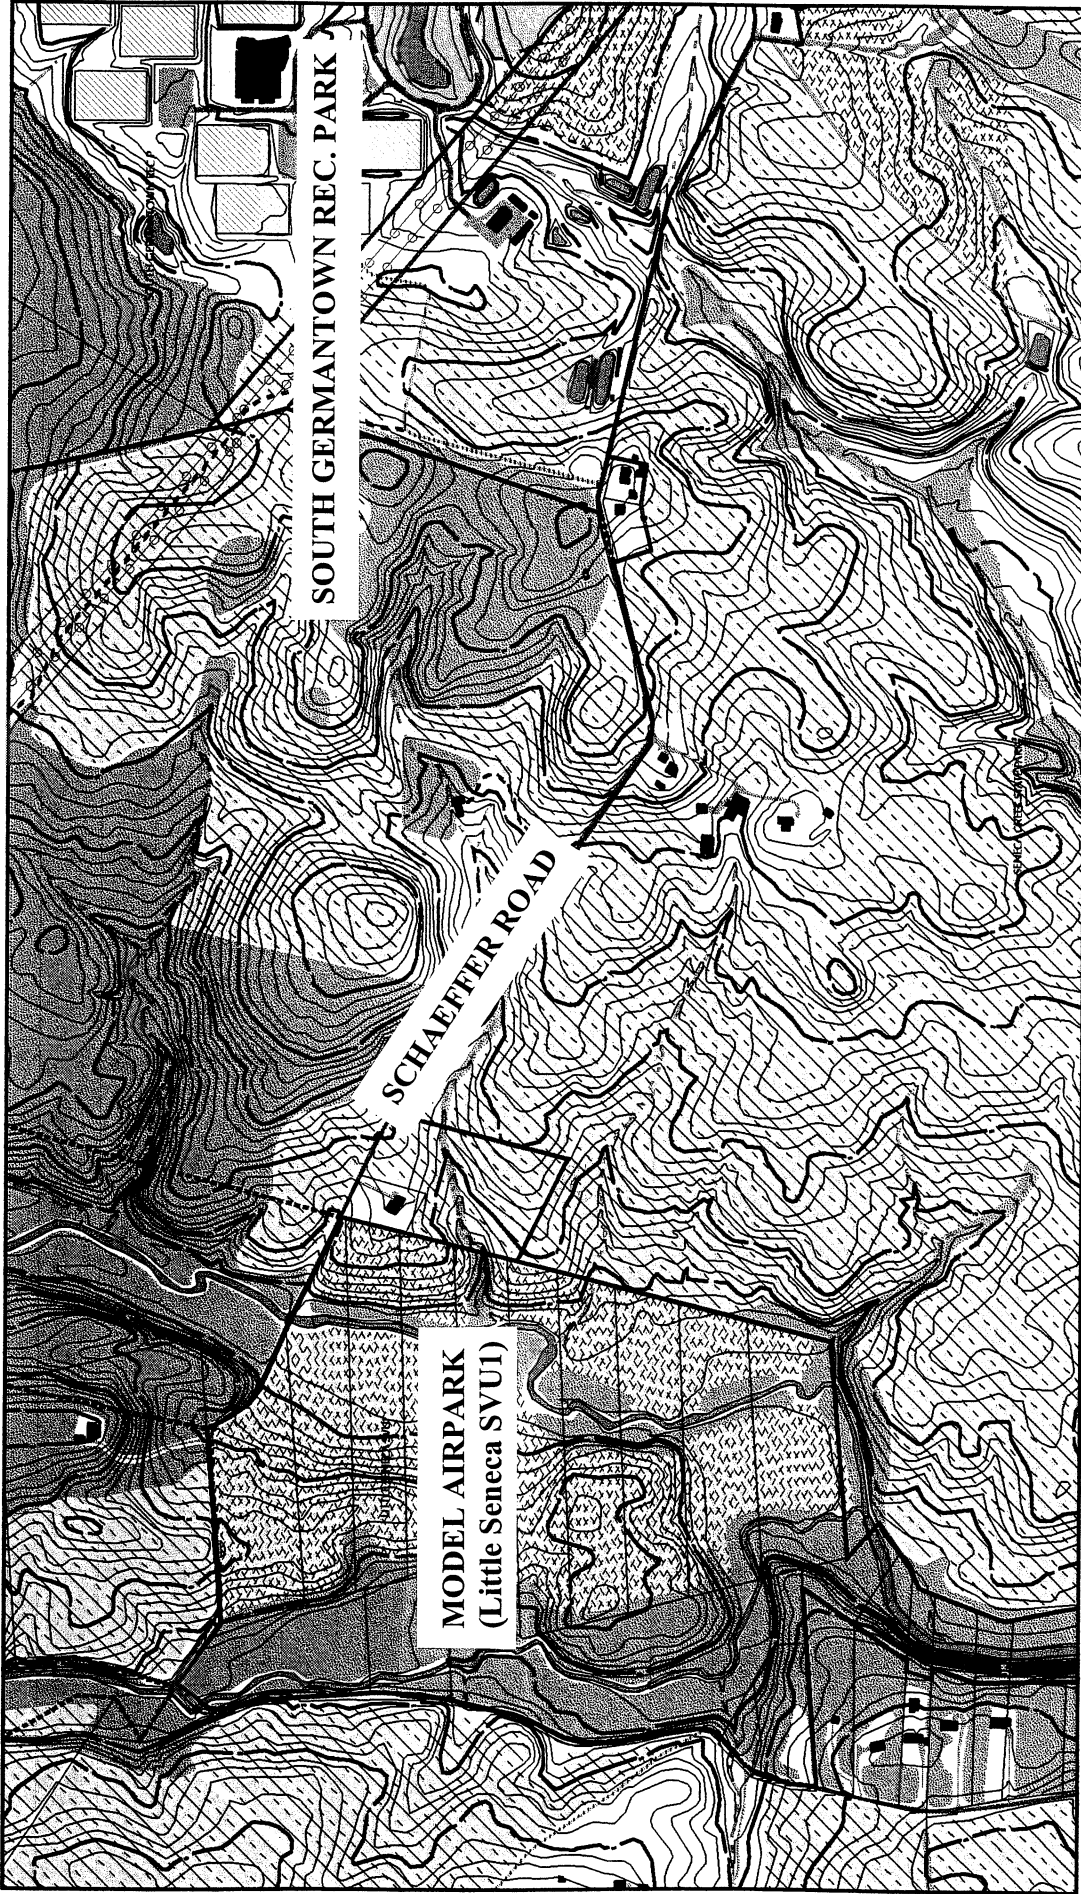 SOUTH GERMANTOWN REC. PARK
SCHAEFFER ROAD
MODEL AIRPARK
(Little Seneca SVU1)